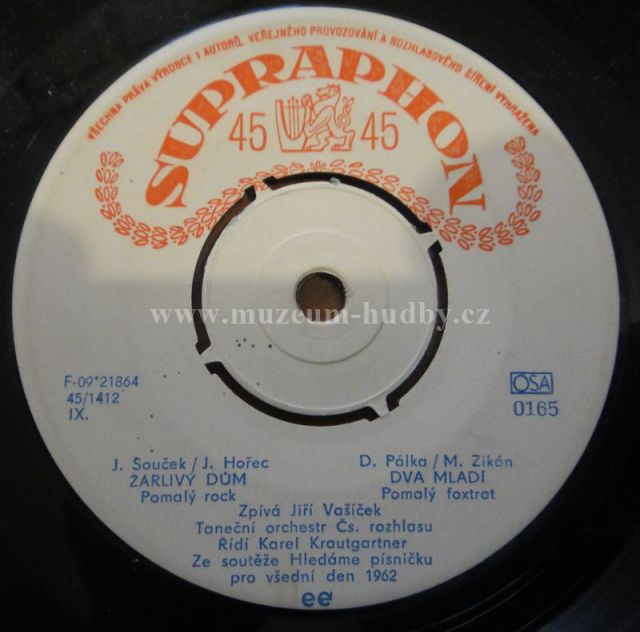 VŠECHNA PRÁVA VÝROBCE I AUTORŮ, VEŘEJNÉHO PROVOZOVÁNÍ A ROZHLASOVÉHO ŠÍŘENÍ VYHRAŽENA
SUPRAPHON
45 45
www.muzeum-hudby.cz
F-09*21864
45/1412
IX.
OSA
0165
J. Souček / J. Hořec
ŽÁRLIVÝ DŮM
Pomalý rock
D. Pálka / M. Zikán
DVA MLADÍ
Pomalý foxtrot
Zpívá Jiří Vašíček
Taneční orchestr Čs. rozhlasu
Řídí Karel Krautgartner
Ze soutěže Hledáme písničku
pro všední den 1962
ee